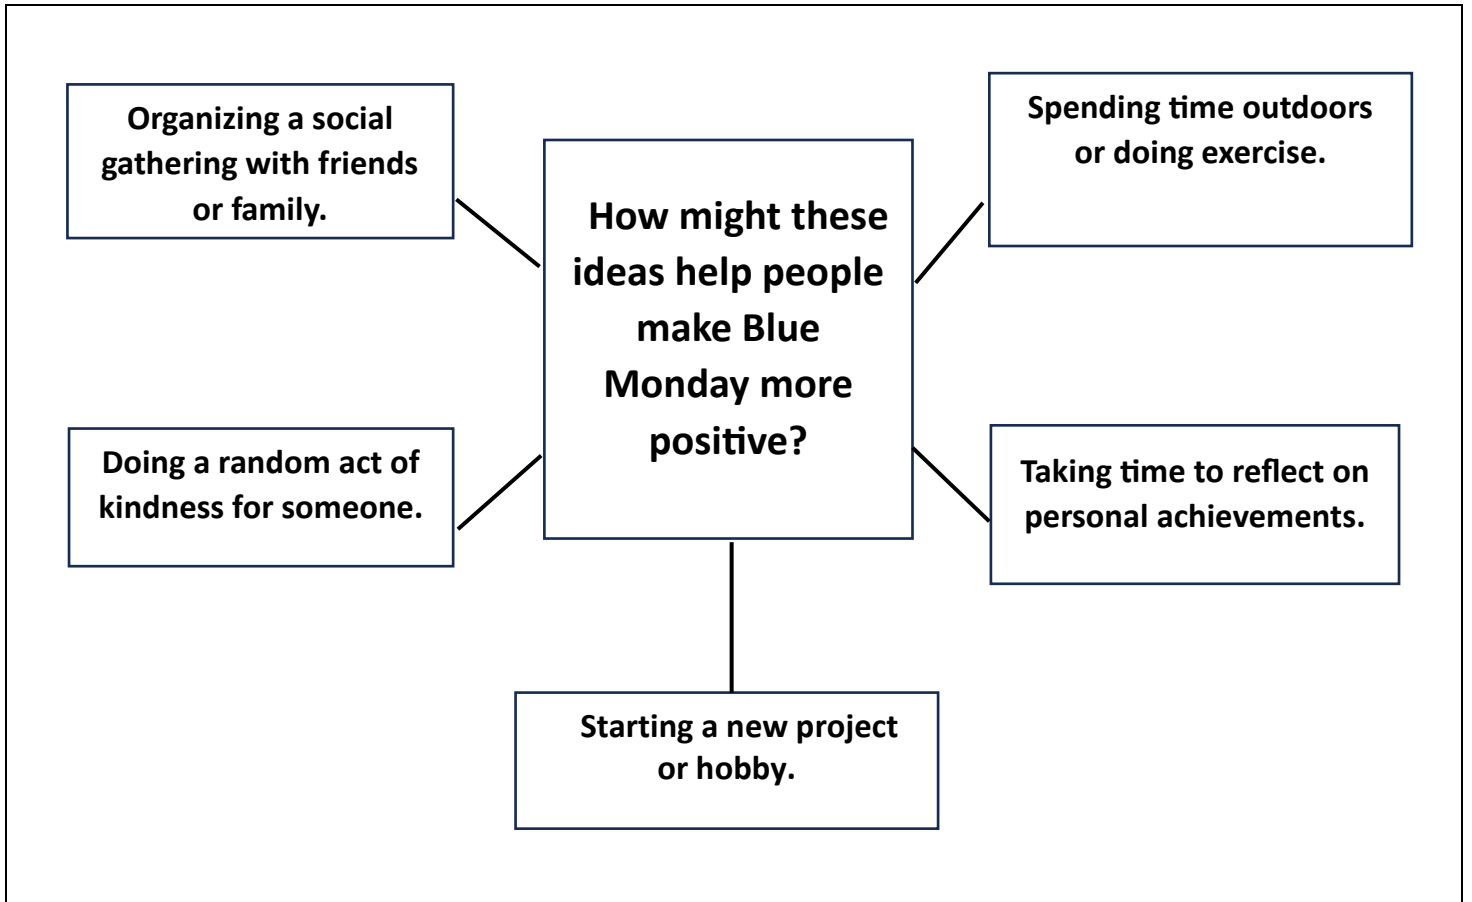 Organizing a social
gathering with friends
or family.
Spending time outdoors
or doing exercise.
How might these
ideas help people
make Blue
Monday more
positive?
Doing a random act of
kindness for someone.
Taking time to reflect on
personal achievements.
Starting a new project
or hobby.